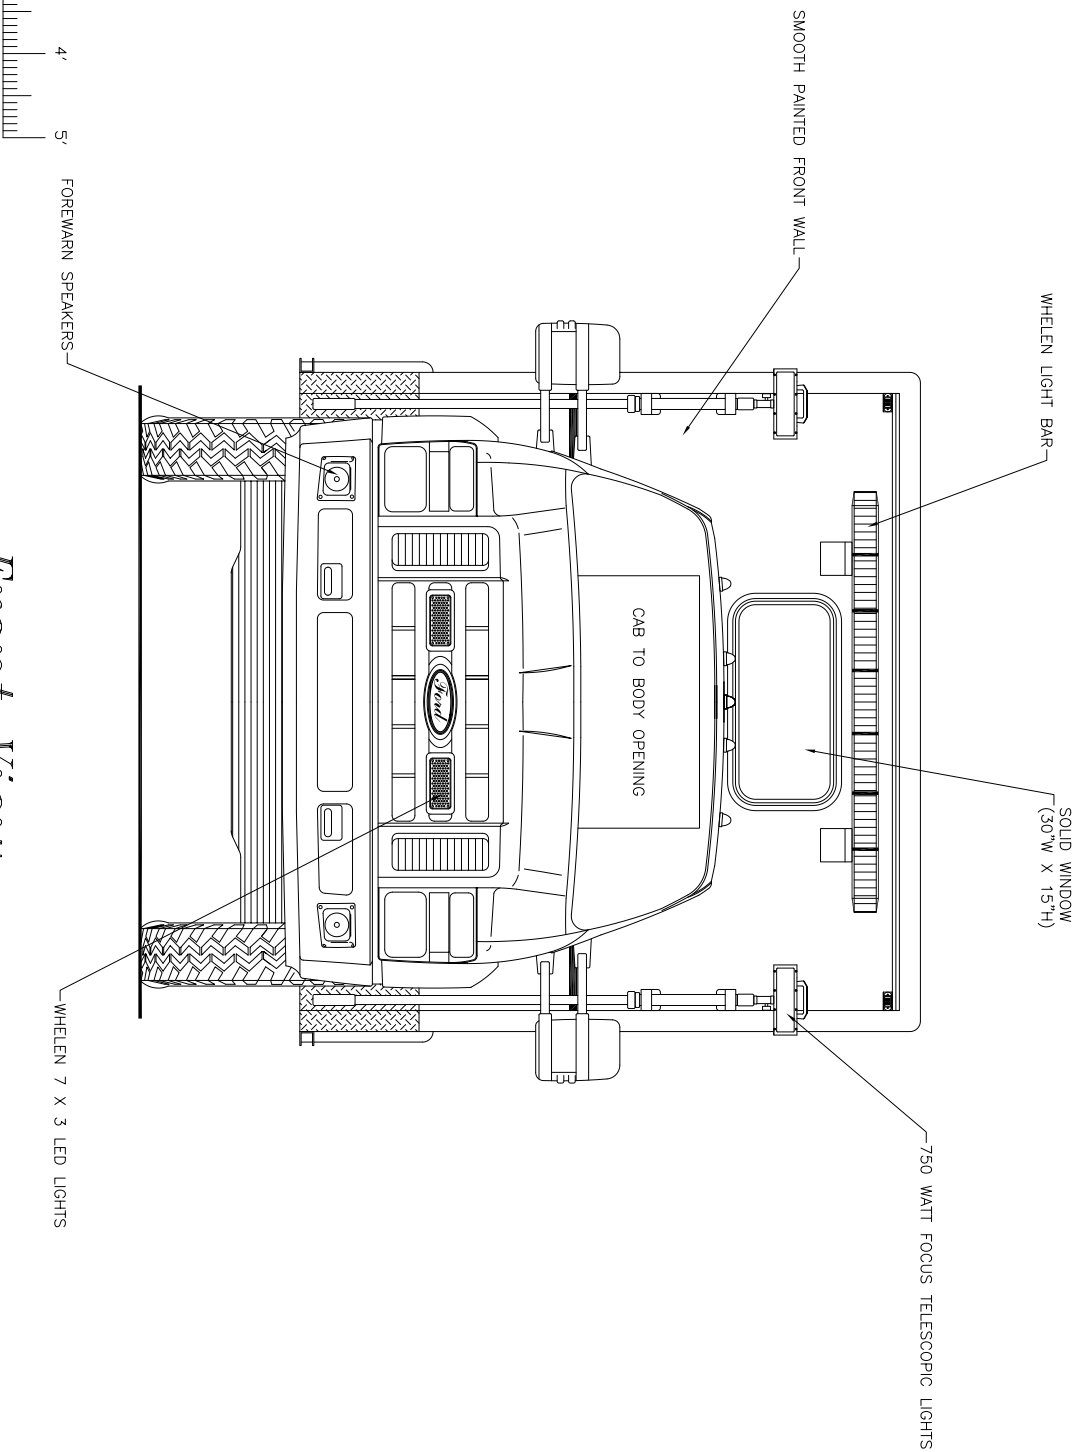 WHELEN LIGHT BAR
SOLID WINDOW
(30"W X 15"H)
750 WATT FOCUS TELESCOPIC LIGHTS
SMOOTH PAINTED FRONT WALL
CAB TO BODY OPENING
Ford
FOREWARN SPEAKERS
WHELEN 7 X 3 LED LIGHTS
4'
5'